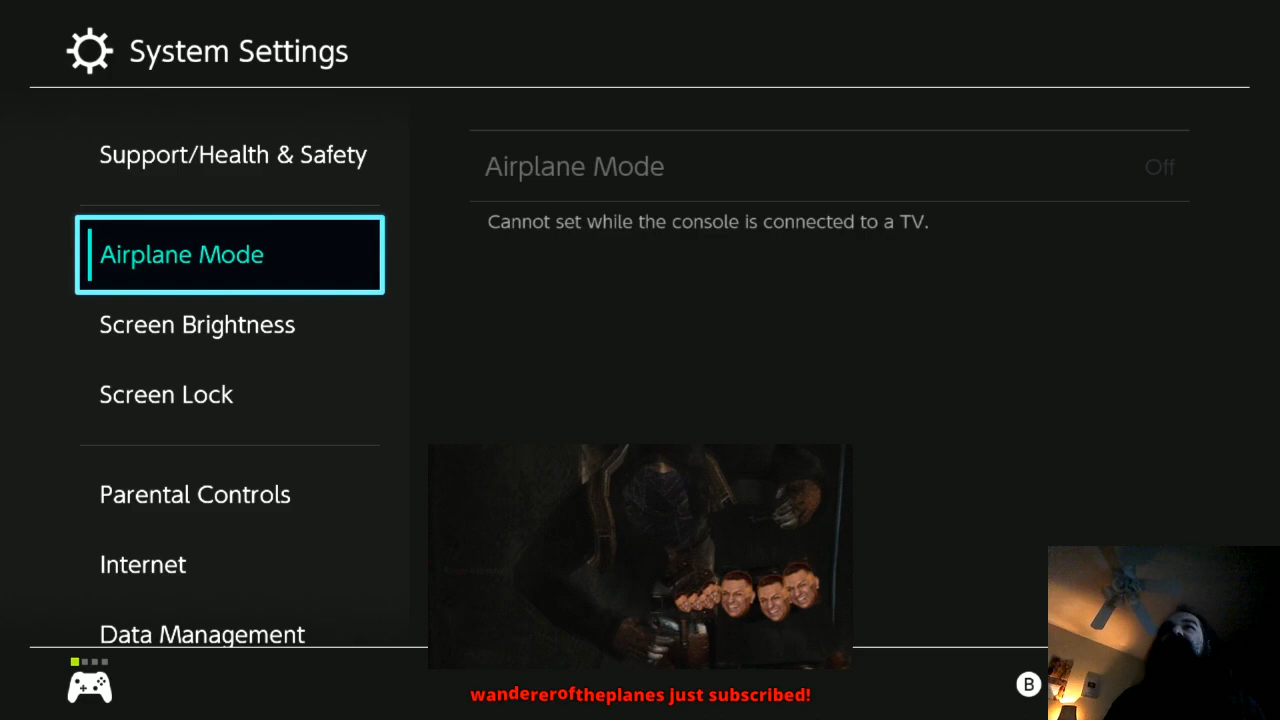 System Settings
Support/Health & Safety
Airplane Mode
Screen Brightness
Screen Lock
Parental Controls
Internet
Data Management
Airplane Mode Off
Cannot set while the console is connected to a TV.
wandereroftheplanes just subscribed!
B